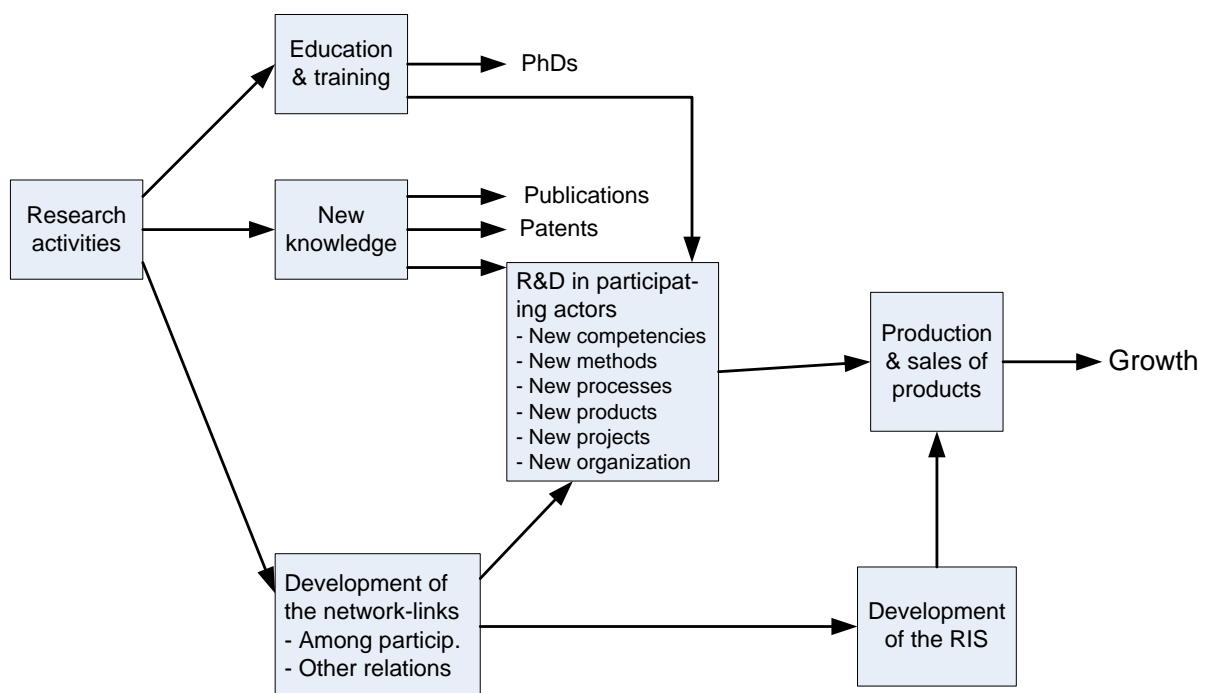 Education
& training
PhDs
Research
activities
New
knowledge
Publications
Patents
R&D in participat-
ing actors
- New competencies
- New methods
- New processes
- New products
- New projects
- New organization
Production
& sales of
products
Growth
Development of
the network-links
- Among particip.
- Other relations
Development
of the RIS